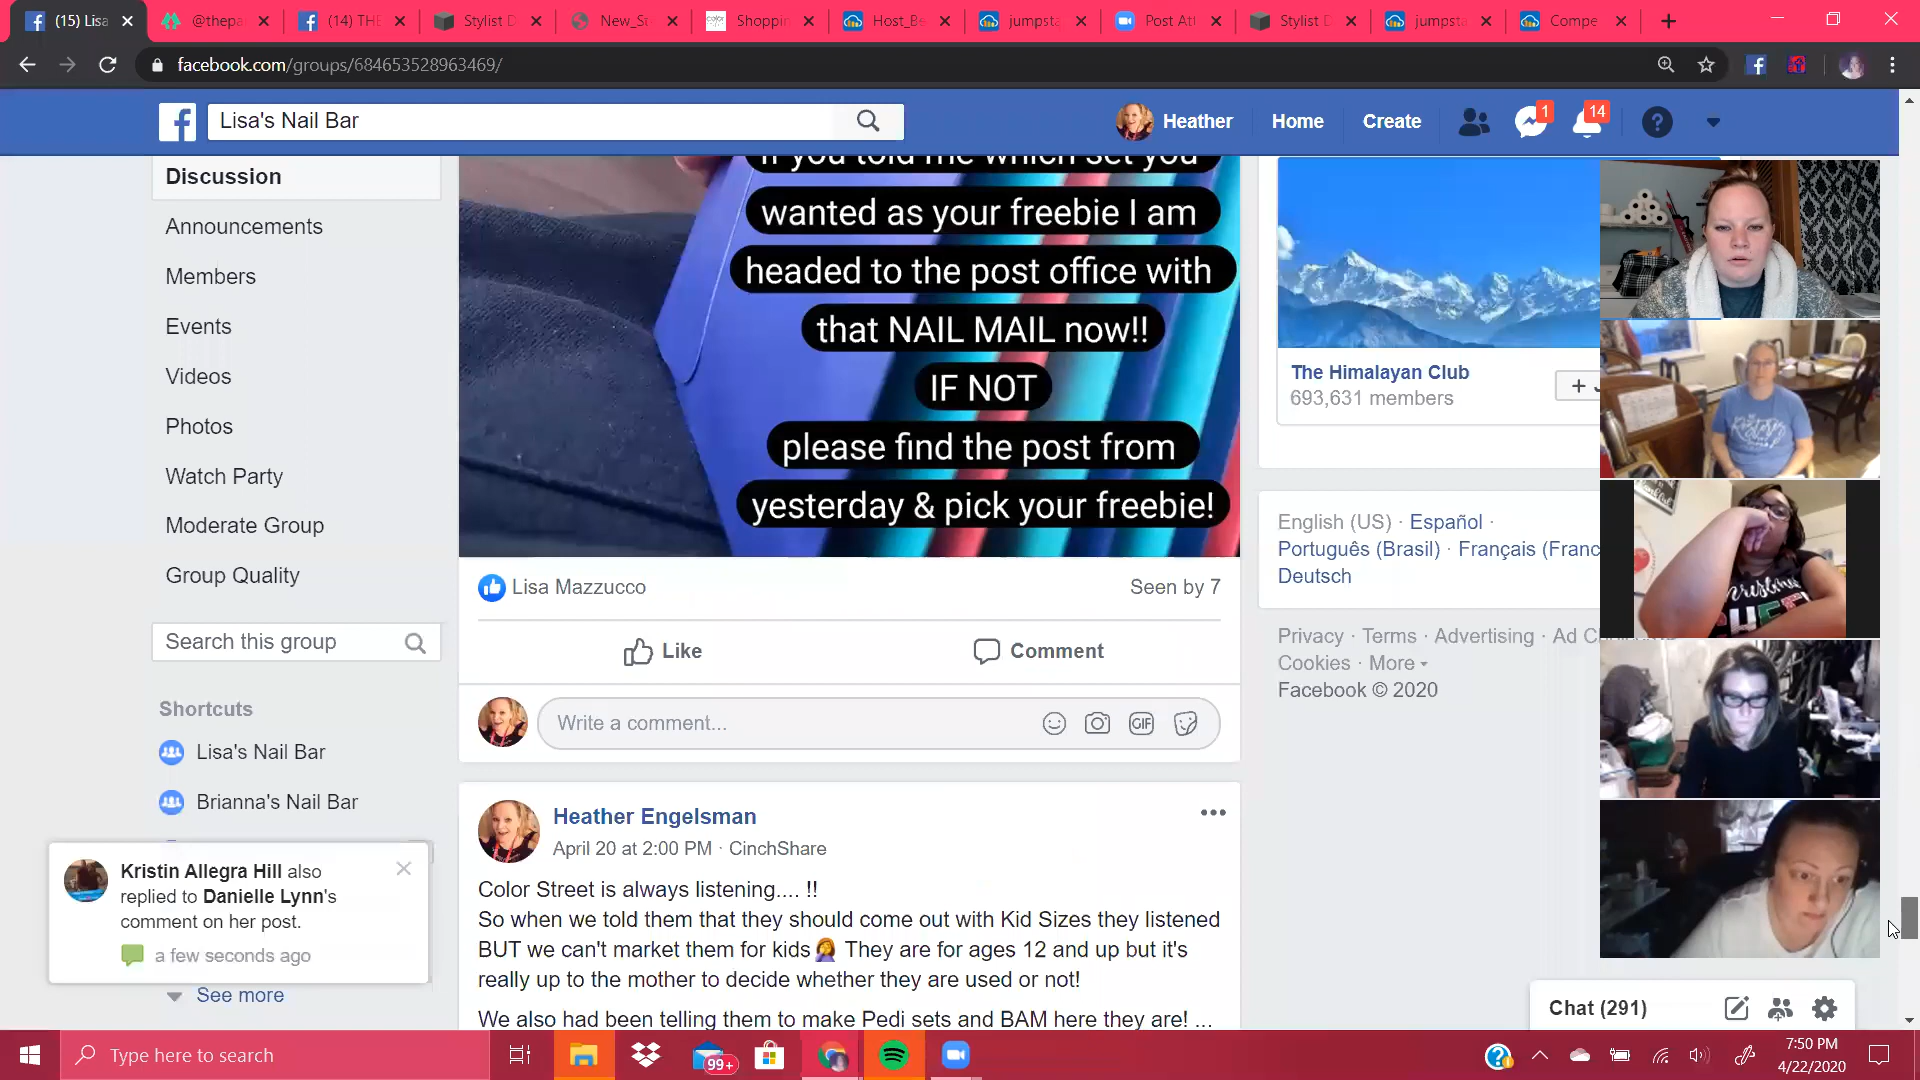 (15) Lisa
@thepa
(14) THE
Stylist D
New_St
color
Shoppin
Host_Be
jumpsta
Post Att
Stylist D
jumpsta
Compe
facebook.com/groups/684653528963469/
Lisa's Nail Bar
Heather
Home
Create
1
14
Discussion
Announcements
Members
Events
Videos
Photos
Watch Party
Moderate Group
Group Quality
Search this group
Shortcuts
Lisa's Nail Bar
Brianna's Nail Bar
Kristin Allegra Hill also
replied to Danielle Lynn's
comment on her post.
a few seconds ago
See more
If you told me which set you
wanted as your freebie I am
headed to the post office with
that NAIL MAIL now!!
IF NOT
please find the post from
yesterday & pick your freebie!
Lisa Mazzucco
Seen by 7
Like
Comment
Write a comment...
GIF
Heather Engelsman
April 20 at 2:00 PM · CinchShare
Color Street is always listening.... !!
So when we told them that they should come out with Kid Sizes they listened
BUT we can't market them for kids🤦‍♀️ They are for ages 12 and up but it's
really up to the mother to decide whether they are used or not!
We also had been telling them to make Pedi sets and BAM here they are! ...
The Himalayan Club
693,631 members
English (US) · Español ·
Português (Brasil) · Français (Franc
Deutsch
Privacy · Terms · Advertising · Ad
Cookies · More
Facebook © 2020
Chat (291)
Type here to search
99+
7:50 PM
4/22/2020